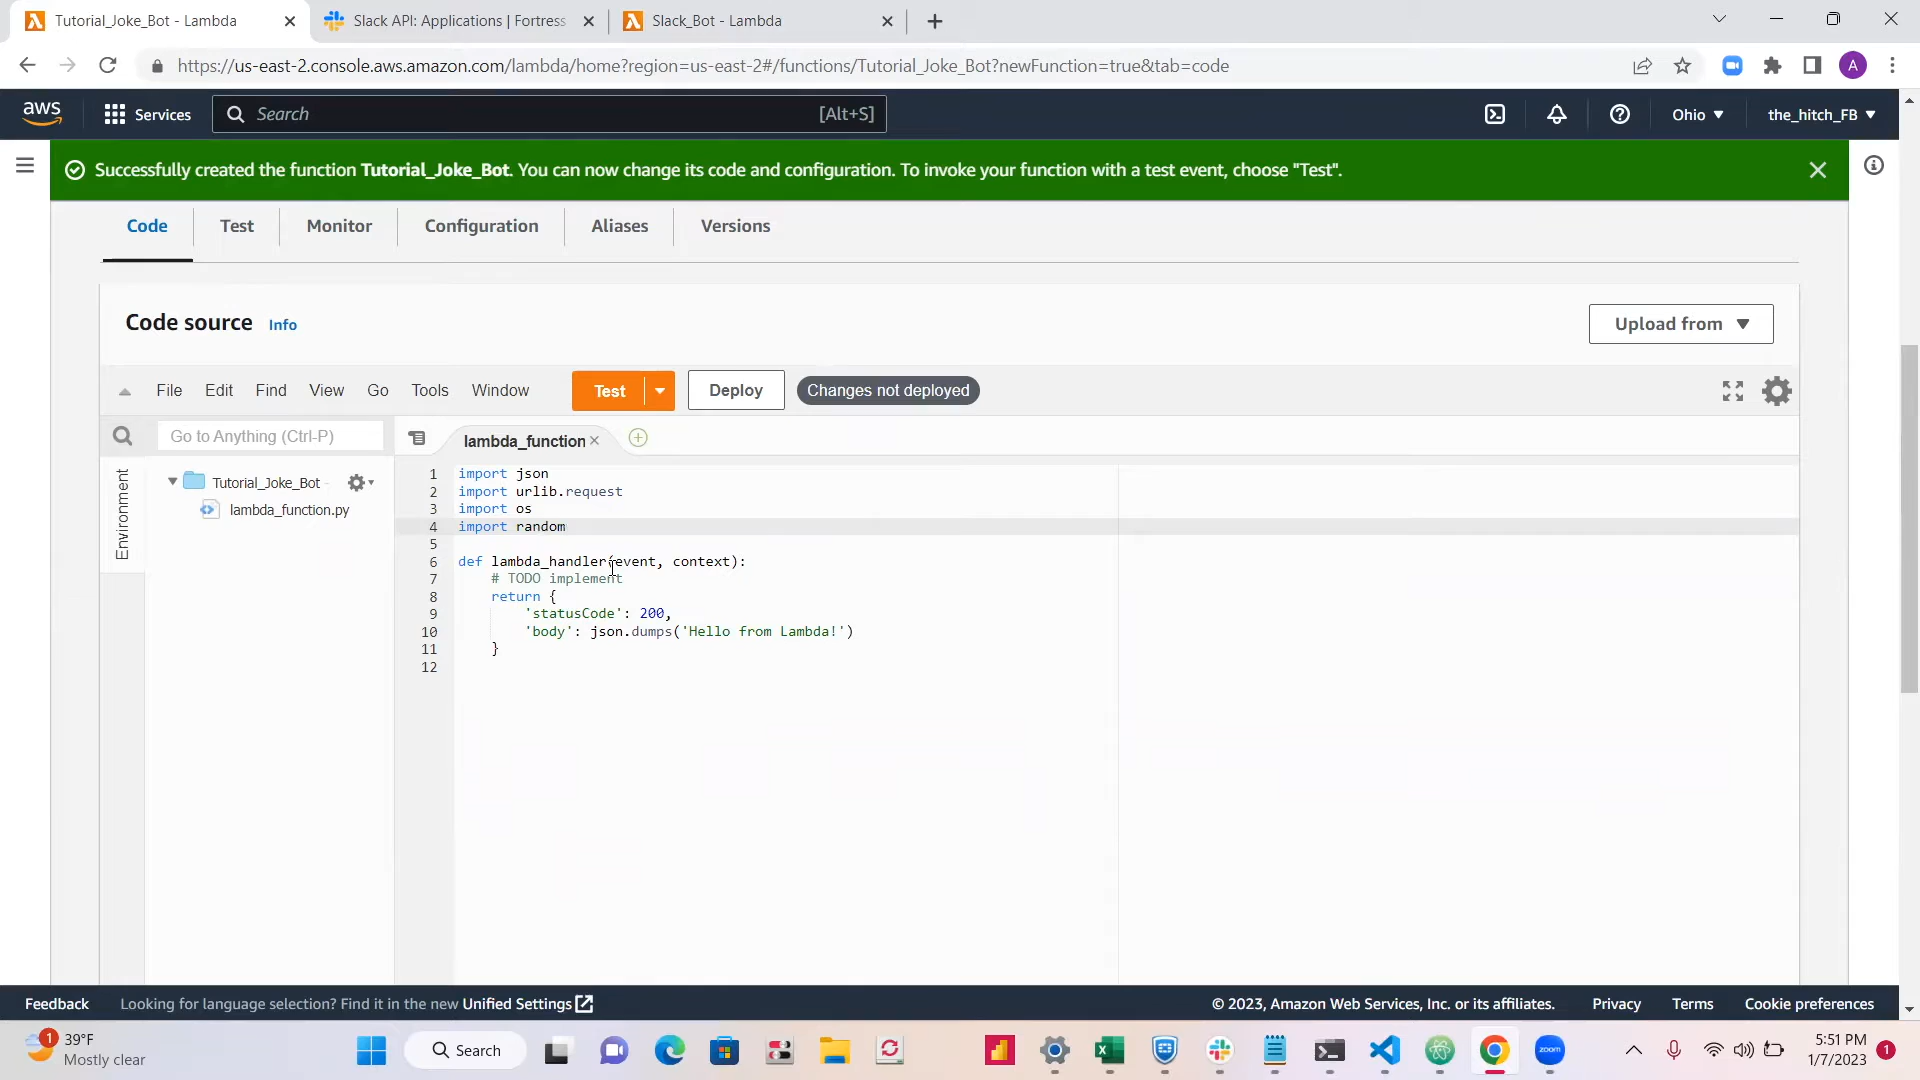 Tutorial_Joke_Bot - Lambda
Slack API: Applications | Fortress
Slack_Bot - Lambda
https://us-east-2.console.aws.amazon.com/lambda/home?region=us-east-2#/functions/Tutorial_Joke_Bot?newFunction=true&tab=code
A
aws
Services
Search
[Alt+S]
Ohio
the_hitch_FB
Successfully created the function Tutorial_Joke_Bot. You can now change its code and configuration. To invoke your function with a test event, choose "Test".
Code
Test
Monitor
Configuration
Aliases
Versions
Code source
Info
Upload from
File
Edit
Find
View
Go
Tools
Window
Test
Deploy
Changes not deployed
Go to Anything (Ctrl-P)
lambda_function
Environment
Tutorial_Joke_Bot -
lambda_function.py
1 import json
2 import urlib.request
3 import os
4 import random
5
6 def lambda_handler(event, context):
7 # TODO implement
8 return {
9 'statusCode': 200,
10 'body': json.dumps('Hello from Lambda!')
11 }
12
Feedback
Looking for language selection? Find it in the new Unified Settings
© 2023, Amazon Web Services, Inc. or its affiliates.
Privacy
Terms
Cookie preferences
1
39°F
Mostly clear
Search
zoom
5:51 PM
1/7/2023
1